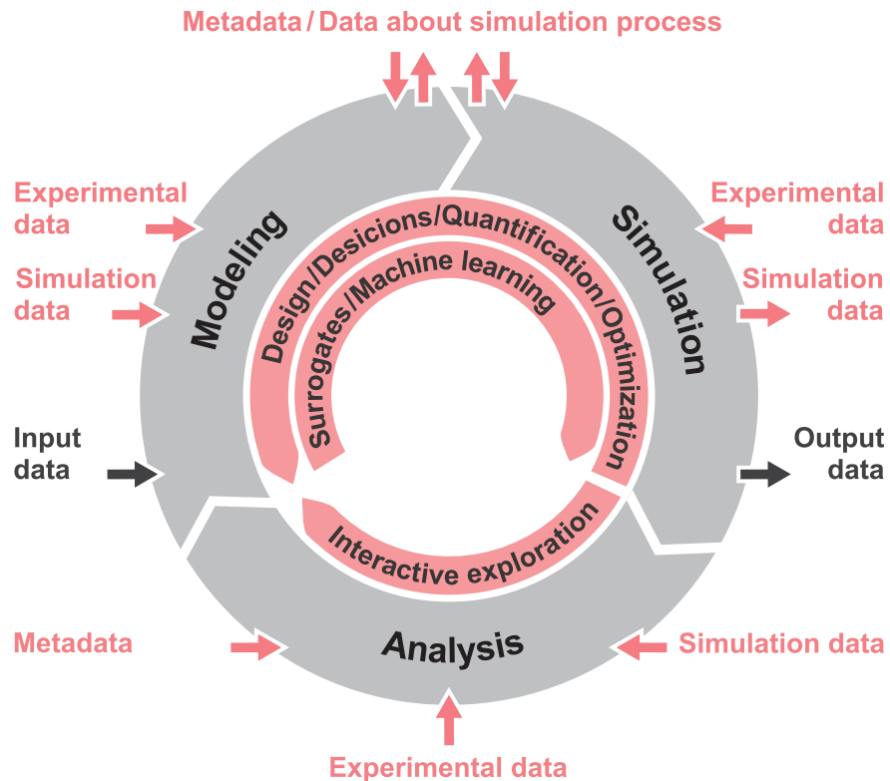 Metadata / Data about simulation process
Experimental
data
Simulation
data
Input
data
Metadata
Experimental
data
Simulation
data
Output
data
Simulation data
Experimental data
Modeling
Simulation
Analysis
Design/Desicions/Quantification/Optimization
Surrogates/Machine learning
Interactive exploration